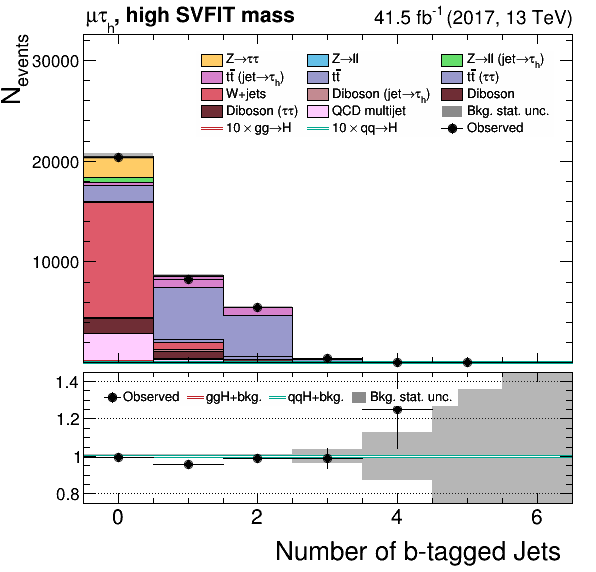 μτh, high SVFIT mass 41.5 fb⁻¹ (2017, 13 TeV)
Nevents
Z→ττ Z→ll Z→ll (jet→τh)
tt̄ (jet→τh) tt̄ tt̄ (ττ)
W+jets Diboson (jet→τh) Diboson
Diboson (ττ) QCD multijet Bkg. stat. unc.
10 × gg→H 10 × qq→H Observed
30000
20000
10000
1.4
Observed ggH+bkg. qqH+bkg. Bkg. stat. unc.
1.2
1
0.8
0 2 4 6
Number of b-tagged Jets